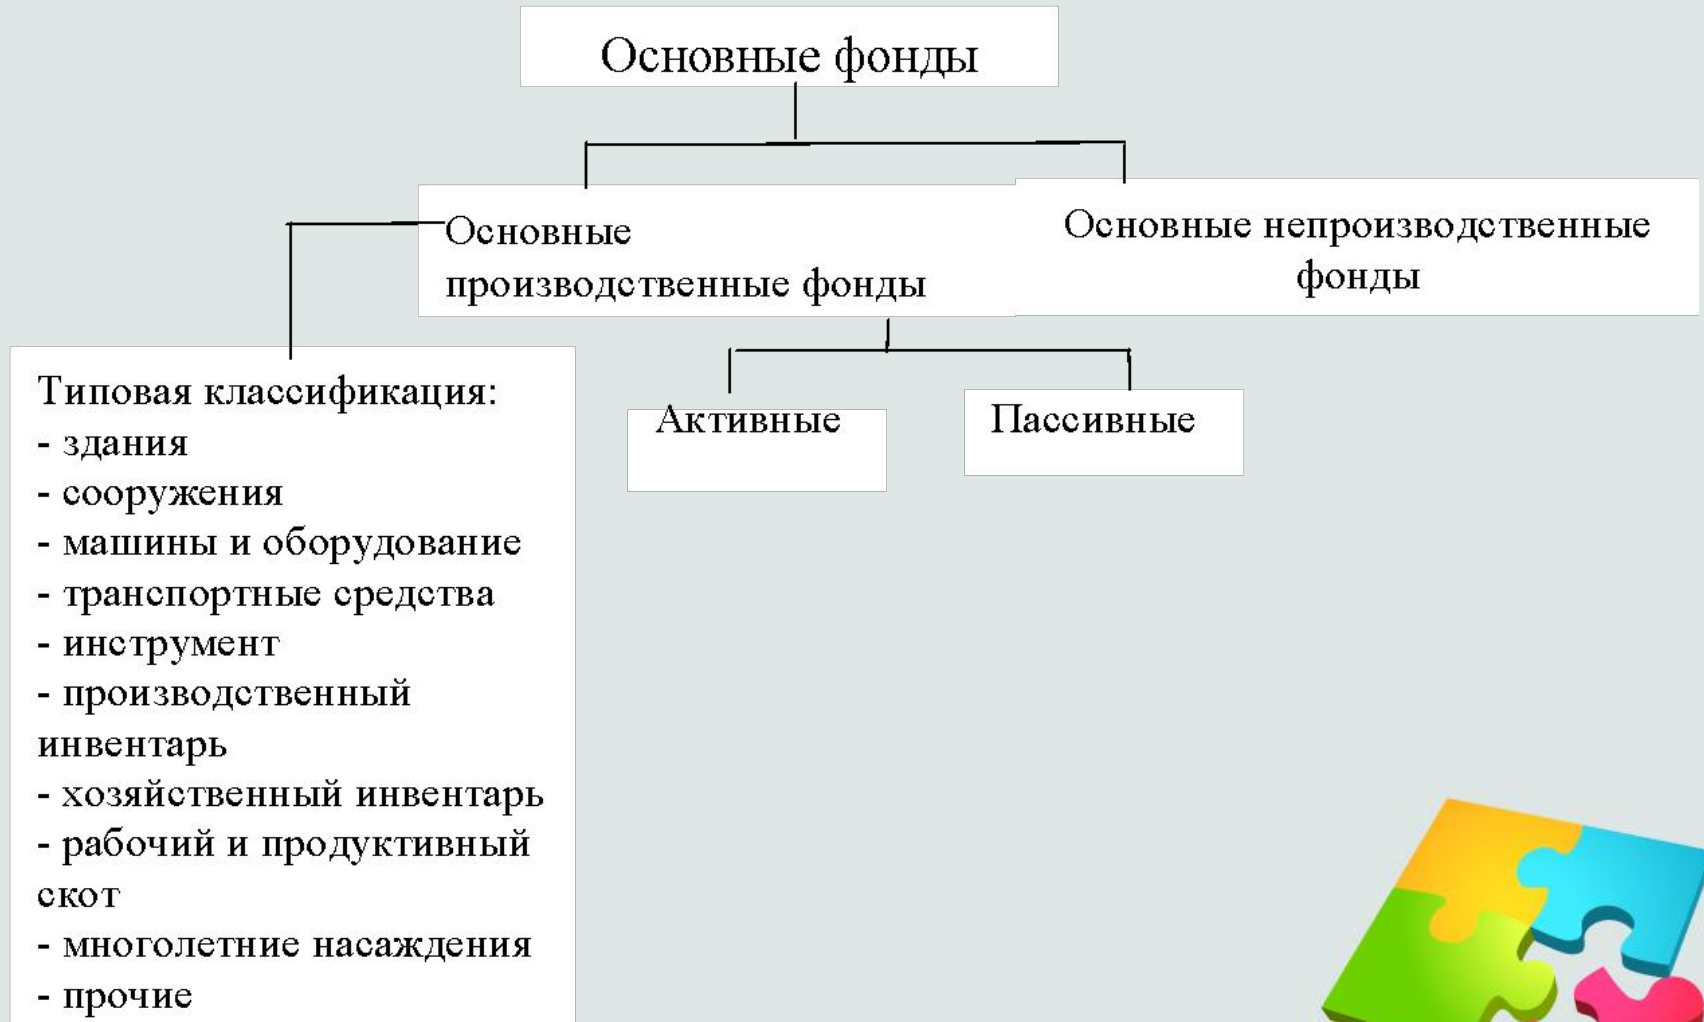 Основные фонды
Основные
производственные фонды
Основные непроизводственные
фонды
Типовая классификация:
- здания
- сооружения
- машины и оборудование
- транспортные средства
- инструмент
- производственный
инвентарь
- хозяйственный инвентарь
- рабочий и продуктивный
скот
- многолетние насаждения
- прочие
Активные
Пассивные